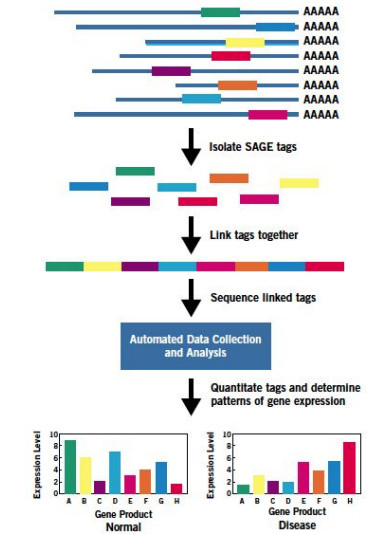 AAAAA
AAAAA
AAAAA
AAAAA
AAAAA
AAAAA
AAAAA
AAAAA
Isolate SAGE tags
Link tags together
Sequence linked tags
Automated Data Collection
and Analysis
Quantitate tags and determine
patterns of gene expression
Expression Level
10
8
6
4
2
0
A B C D E F G H
Gene Product
Normal
Expression Level
10
8
6
4
2
0
A B C D E F G H
Gene Product
Disease